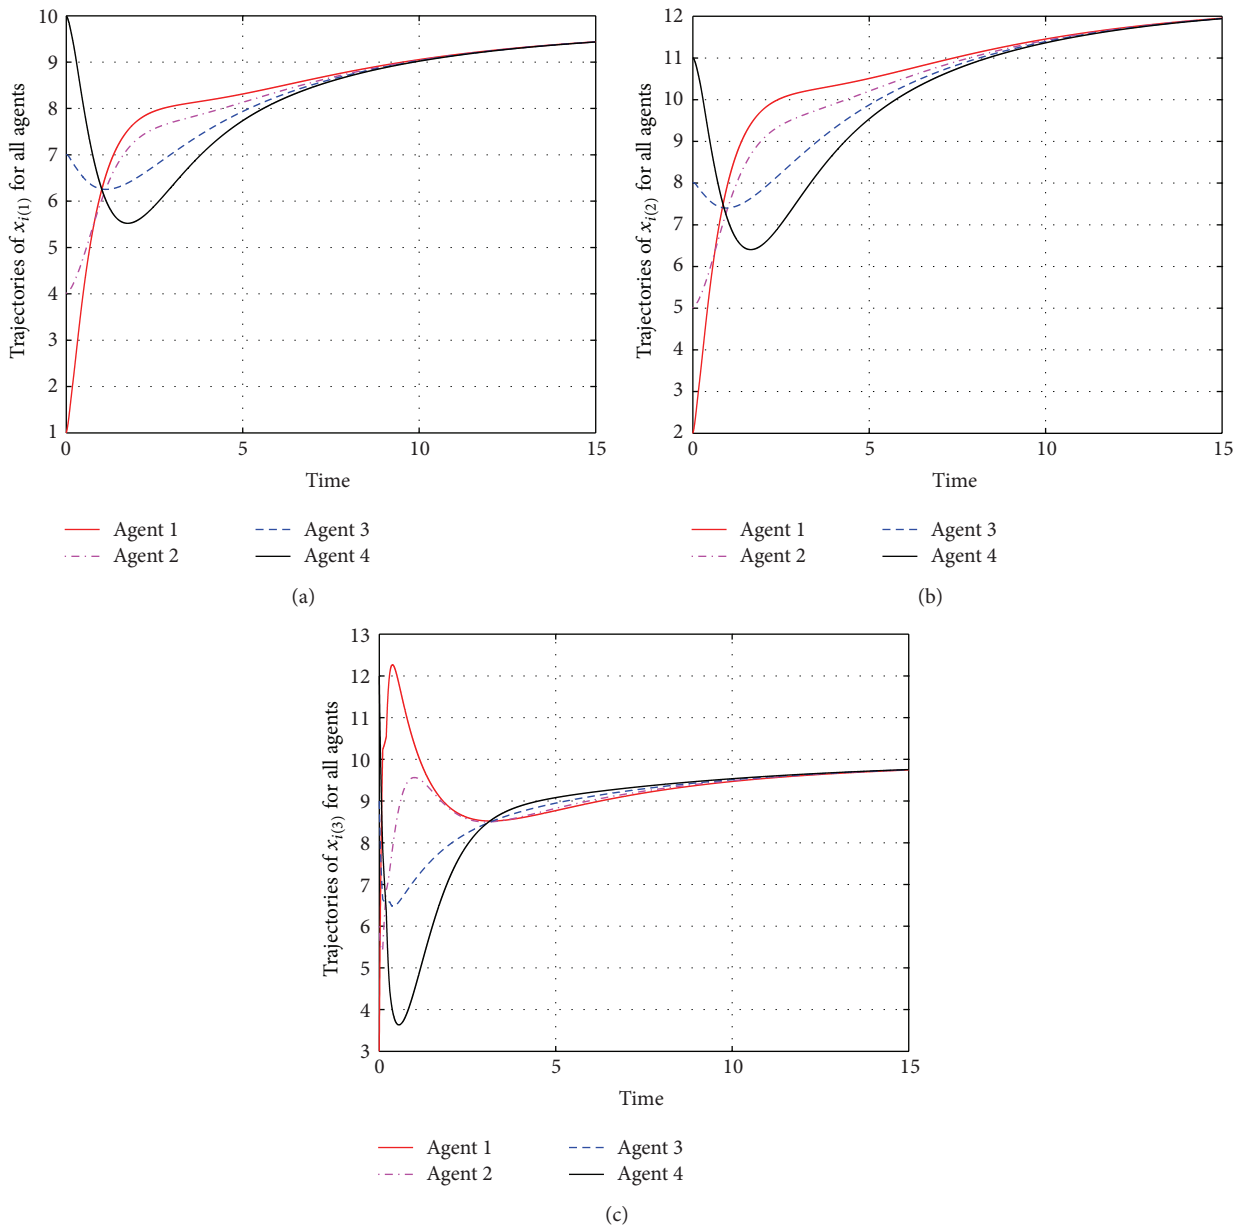 10
9
8
7
6
5
4
3
2
1
0
5
10
15
Trajectories of x_{i(1)} for all agents
Time
Agent 1
Agent 2
Agent 3
Agent 4
(a)
12
11
10
9
8
7
6
5
4
3
2
0
5
10
15
Trajectories of x_{i(2)} for all agents
Time
Agent 1
Agent 2
Agent 3
Agent 4
(b)
13
12
11
10
9
8
7
6
5
4
3
0
5
10
15
Trajectories of x_{i(3)} for all agents
Time
Agent 1
Agent 2
Agent 3
Agent 4
(c)